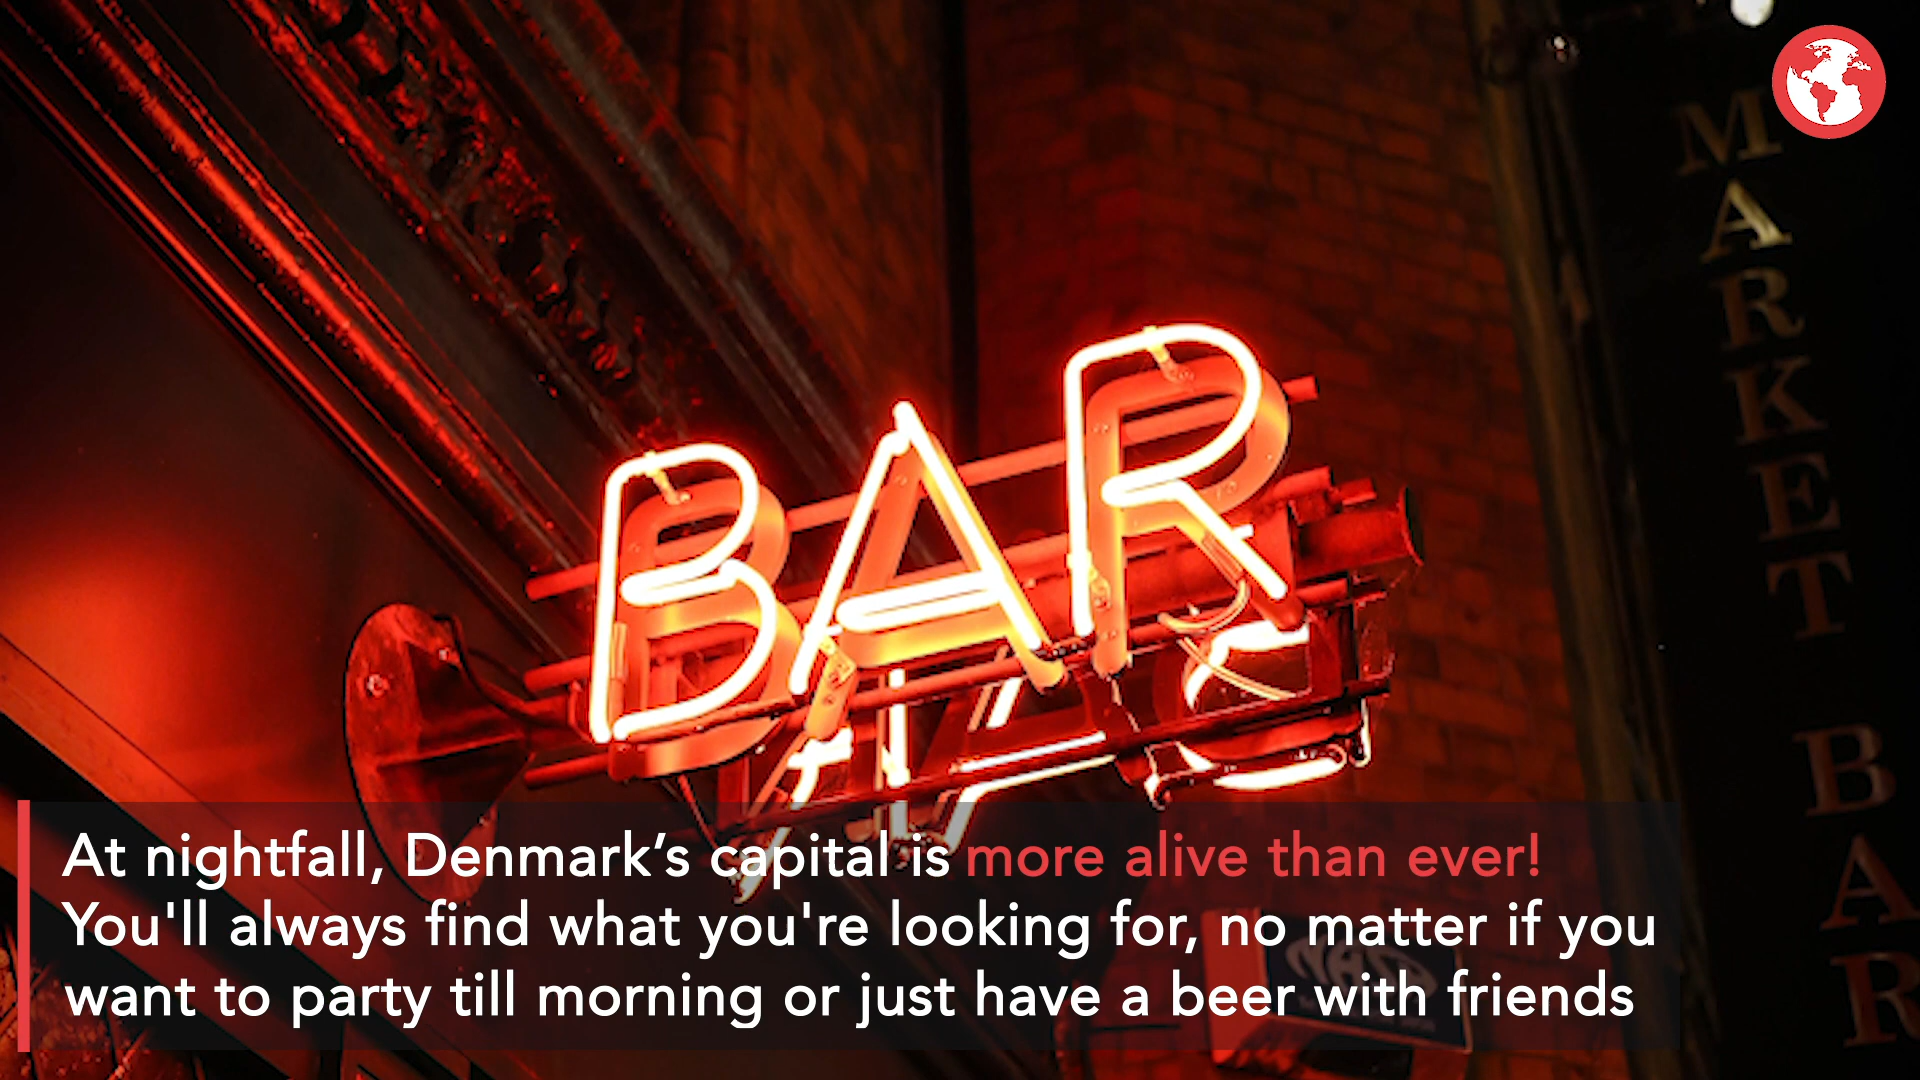 BAR
MARKET BAR
At nightfall, Denmark’s capital is more alive than ever!
You'll always find what you're looking for, no matter if you
want to party till morning or just have a beer with friends